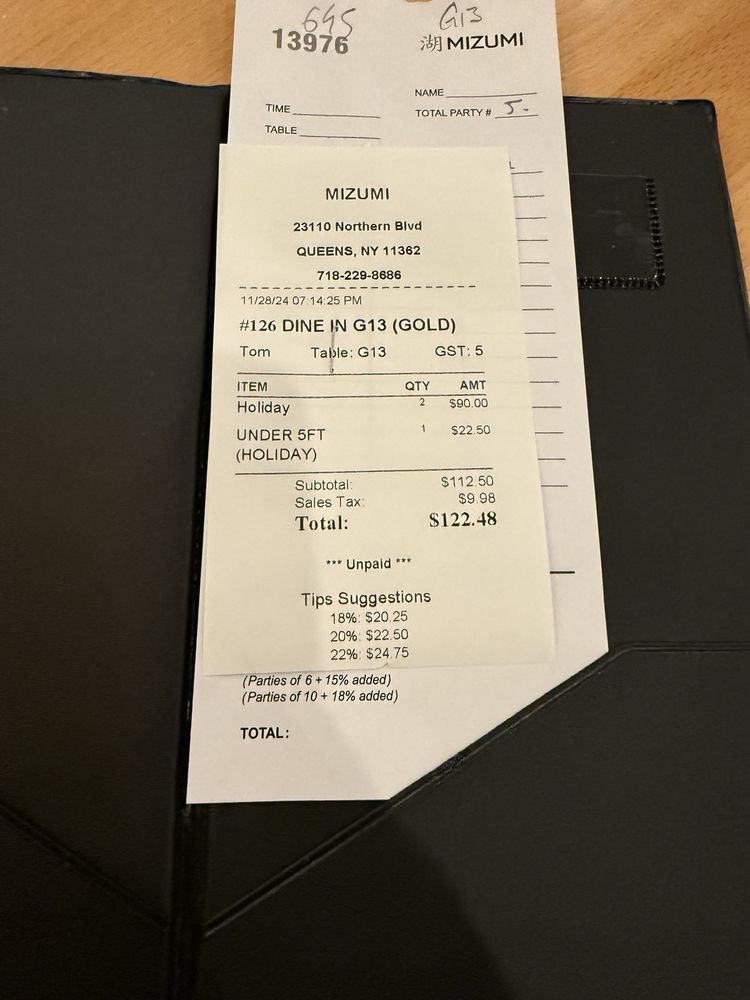 645
G13
13976
湖 MIZUMI
NAME
TIME
TOTAL PARTY # 5-
TABLE
L
MIZUMI
23110 Northern Blvd
QUEENS, NY 11362
718-229-8686
11/28/24 07:14:25 PM
#126 DINE IN G13 (GOLD)
Tom Table: G13 GST: 5
ITEM QTY AMT
Holiday 2 $90.00
UNDER 5FT 1 $22.50
(HOLIDAY)
Subtotal: $112.50
Sales Tax: $9.98
Total: $122.48
*** Unpaid ***
Tips Suggestions
18%: $20.25
20%: $22.50
22%: $24.75
(Parties of 6 + 15% added)
(Parties of 10 + 18% added)
TOTAL: